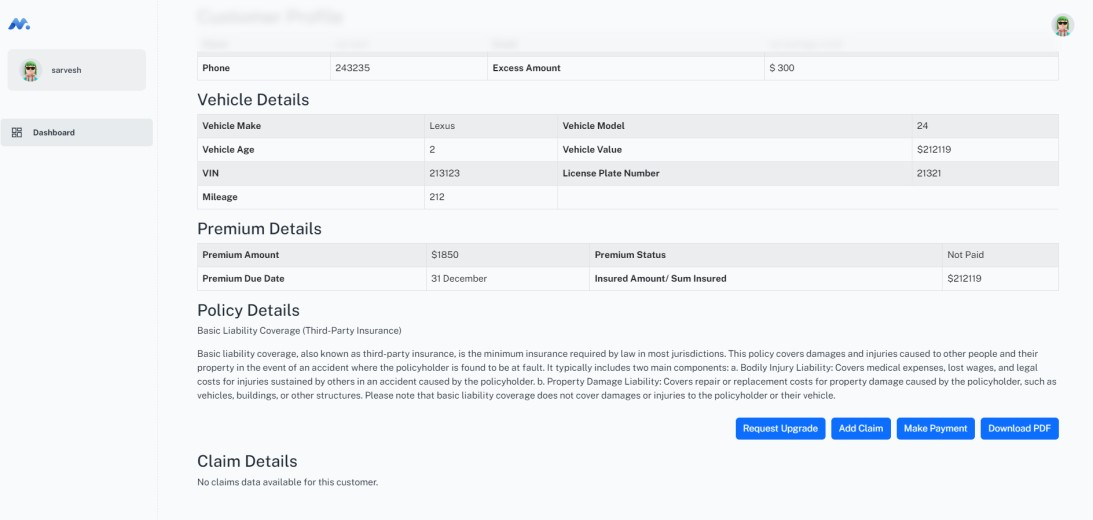 Customer Profile
sarvesh
Phone 243235 Excess Amount $ 300
Vehicle Details
Vehicle Make Lexus Vehicle Model 24
Dashboard
Vehicle Age 2 Vehicle Value $212119
VIN 213123 License Plate Number 21321
Mileage 212
Premium Details
Premium Amount $1850 Premium Status Not Paid
Premium Due Date 31 December Insured Amount/ Sum Insured $212119
Policy Details
Basic Liability Coverage (Third-Party Insurance)
Basic liability coverage, also known as third-party insurance, is the minimum insurance required by law in most jurisdictions. This policy covers damages and injuries caused to other people and their
property in the event of an accident where the policyholder is found to be at fault. It typically includes two main components: a. Bodily Injury Liability: Covers medical expenses, lost wages, and legal
costs for injuries sustained by others in an accident caused by the policyholder. b. Property Damage Liability: Covers repair or replacement costs for property damage caused by the policyholder, such as
vehicles, buildings, or other structures. Please note that basic liability coverage does not cover damages or injuries to the policyholder or their vehicle.
Request Upgrade Add Claim Make Payment Download PDF
Claim Details
No claims data available for this customer.